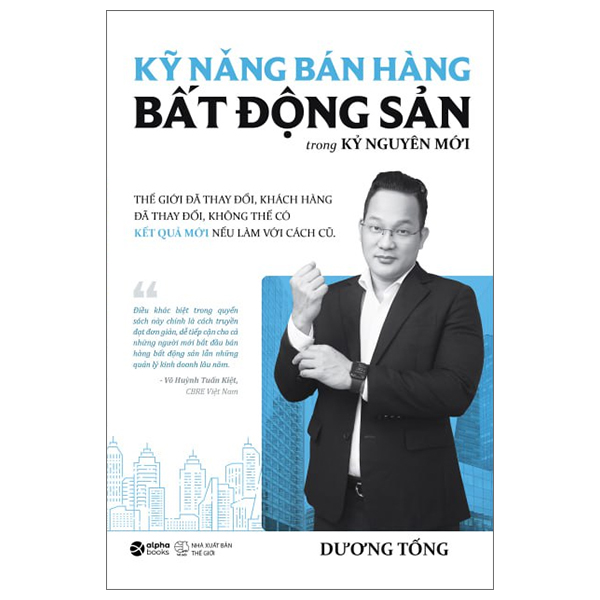 KỸ NĂNG BÁN HÀNG
BẤT ĐỘNG SẢN
trong KỶ NGUYÊN MỚI
THẾ GIỚI ĐÃ THAY ĐỔI, KHÁCH HÀNG
ĐÃ THAY ĐỔI, KHÔNG THỂ CÓ
KẾT QUẢ MỚI NẾU LÀM VỚI CÁCH CŨ.
Điều khác biệt trong quyển
sách này chính là cách truyền
đạt đơn giản, dễ tiếp cận cho cả
những người mới bắt đầu bán
hàng bất động sản lẫn những
quản lý kinh doanh lâu năm.
- Võ Huỳnh Tuấn Kiệt,
CBRE Việt Nam
alpha
books
NHÀ XUẤT BẢN
THẾ GIỚI
DƯƠNG TỐNG